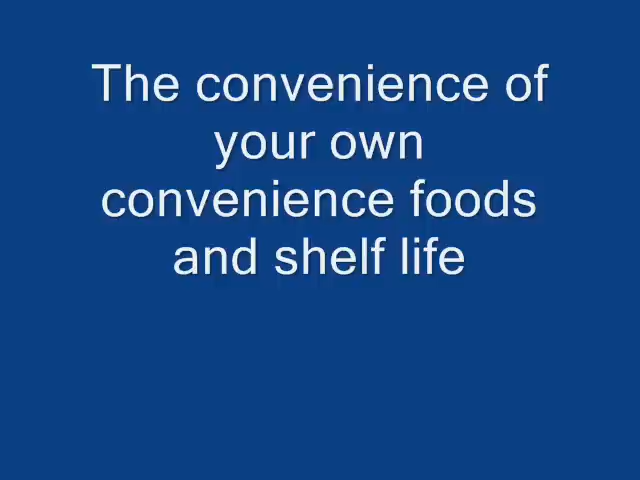 The convenience of
your own
convenience foods
and shelf life